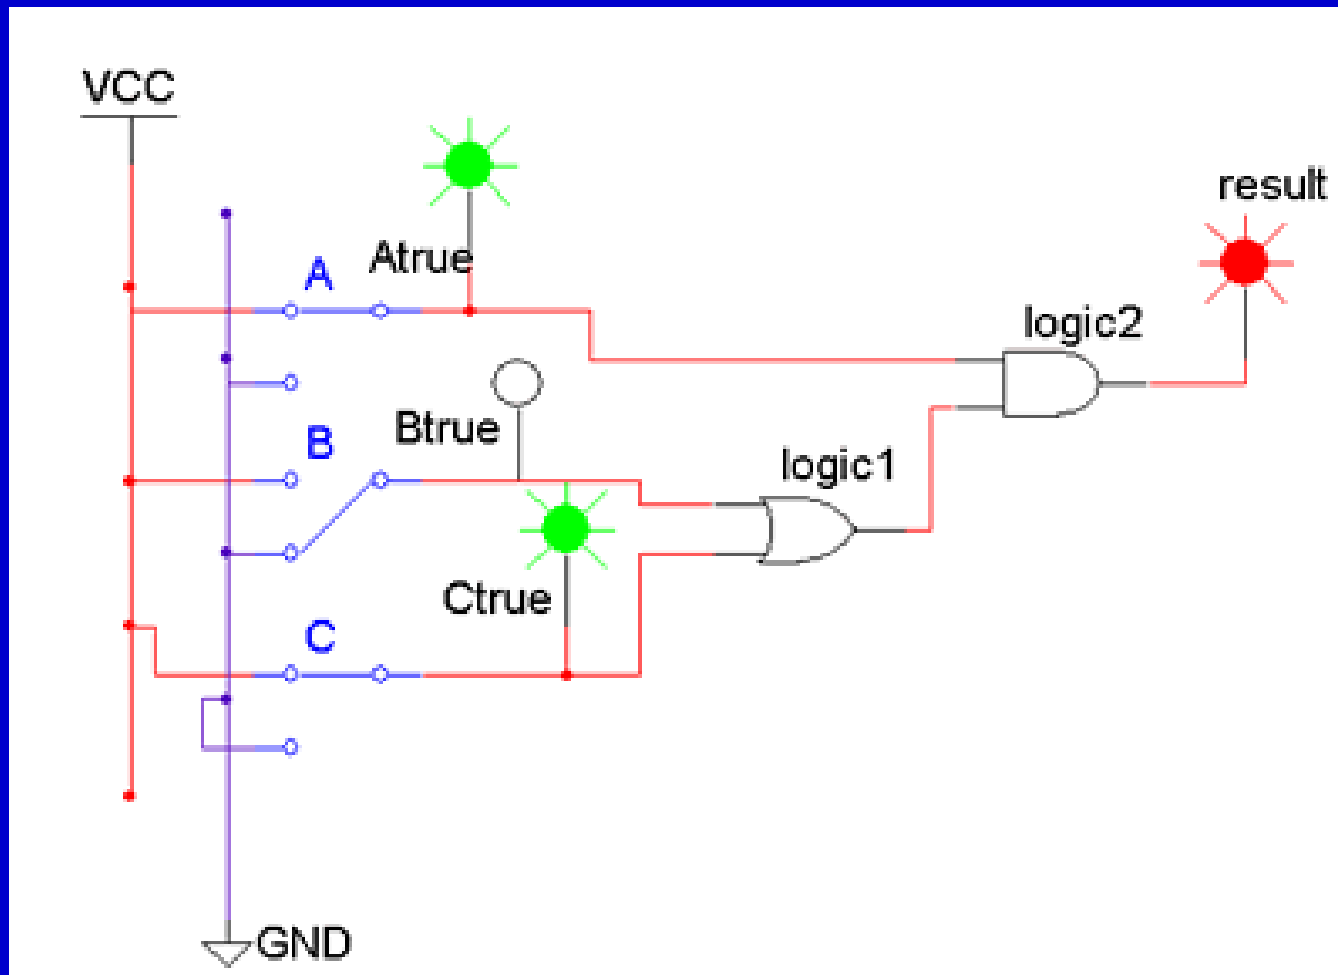 VCC
result
A
Atrue
logic2
B
Btrue
logic1
Ctrue
C
GND